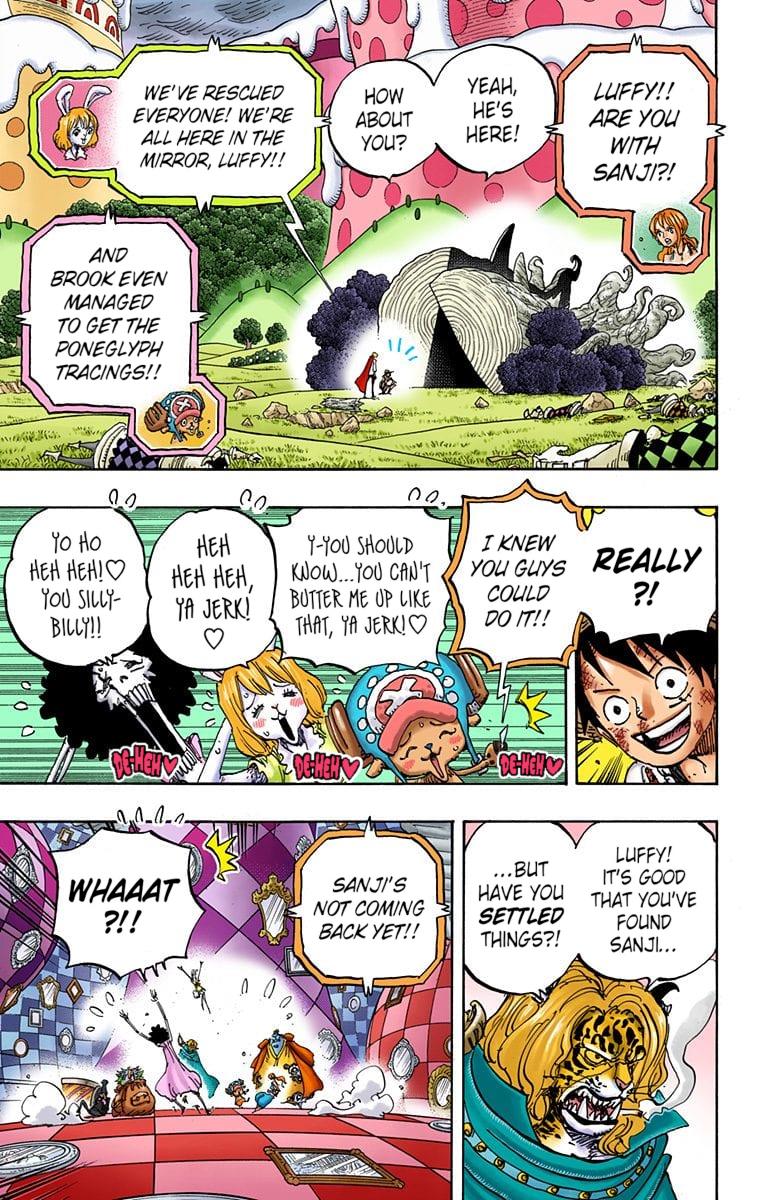 LUFFY!!
ARE YOU
WITH
SANJI?!
YEAH,
HE'S
HERE!
HOW
ABOUT
YOU?
WE'VE RESCUED
EVERYONE! WE'RE
ALL HERE IN THE
MIRROR, LUFFY!!
AND
BROOK EVEN
MANAGED
TO GET THE
PONEGLYPH
TRACINGS!!
REALLY
?!
I KNEW
YOU GUYS
COULD
DO IT!!
Y-YOU SHOULD
KNOW...YOU CAN'T
BUTTER ME UP LIKE
THAT, YA JERK!♡
HEH
HEH HEH,
YA JERK!
♡
YO HO
HEH HEH!♡
YOU SILLY-
BILLY!!
DE-HEH♥
DE-HEH♥
DE-HEH♥
LUFFY!
IT'S GOOD
THAT YOU'VE
FOUND
SANJI...
...BUT
HAVE YOU
SETTLED
THINGS?!
SANJI'S
NOT COMING
BACK YET!!
WHAAAT
?!!